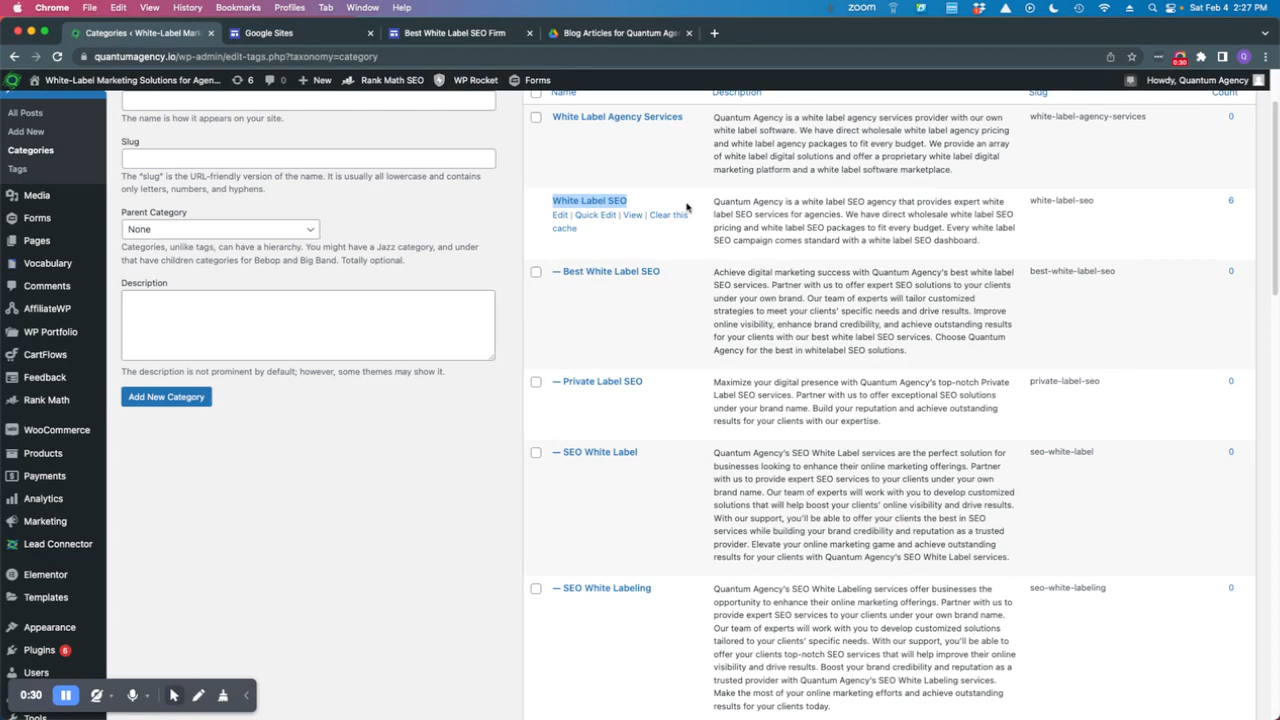 Chrome File Edit View History Bookmarks Profiles Tab Window Help ZOOM Sat Feb 4 2:27 PM
Categories < White-Label Mar Google Sites Best White Label SEO Firm Blog Articles for Quantum Age
quantumagency.io/wp-admin/edit-tags.php?taxonomy=category 0:30 Q
White-Label Marketing Solutions for Agen... 6 0 New Rank Math SEO WP Rocket Forms Howdy, Quantum Agency
All Posts
Add New
Categories
Tags
Media
Forms
Pages
Vocabulary
Comments
AffiliateWP
WP Portfolio
CartFlows
Feedback
Rank Math
WooCommerce
Products
Payments
Analytics
Marketing
Lead Connector
Elementor
Templates
Appearance
Plugins 6
Users
Tools
0:30
The name is how it appears on your site.
Slug
The "slug" is the URL-friendly version of the name. It is usually all lowercase and contains
only letters, numbers, and hyphens.
Parent Category
None
Categories, unlike tags, can have a hierarchy. You might have a Jazz category, and under
that have children categories for Bebop and Big Band. Totally optional.
Description
The description is not prominent by default; however, some themes may show it.
Add New Category
Name Description Slug Count
White Label Agency Services
Quantum Agency is a white label agency services provider with our own
white label software. We have direct wholesale white label agency pricing
and white label agency packages to fit every budget. We provide an array
of white label digital solutions and offer a proprietary white label digital
marketing platform and a white label software marketplace.
white-label-agency-services
0
White Label SEO
Edit | Quick Edit | View | Clear this
cache
Quantum Agency is a white label SEO agency that provides expert white
label SEO services for agencies. We have direct wholesale white label SEO
pricing and white label SEO packages to fit every budget. Every white label
SEO campaign comes standard with a white label SEO dashboard.
white-label-seo
6
— Best White Label SEO
Achieve digital marketing success with Quantum Agency's best white label
SEO services. Partner with us to offer expert SEO solutions to your clients
under your own brand. Our team of experts will tailor customized
strategies to meet your clients' specific needs and drive results. Improve
online visibility, enhance brand credibility, and achieve outstanding results
for your clients with our best white label SEO services. Choose Quantum
Agency for the best in whitelabel SEO solutions.
best-white-label-seo
0
— Private Label SEO
Maximize your digital presence with Quantum Agency's top-notch Private
Label SEO services. Partner with us to offer exceptional SEO solutions
under your brand name. Build your reputation and achieve outstanding
results for your clients with our expertise.
private-label-seo
0
— SEO White Label
Quantum Agency's SEO White Label services are the perfect solution for
businesses looking to enhance their online marketing offerings. Partner
with us to provide expert SEO services to your clients under your own
brand name. Our team of experts will work with you to develop customized
solutions that will help boost your clients' online visibility and drive results.
With our support, you'll be able to offer your clients the best in SEO
services while building your brand credibility and reputation as a trusted
provider. Elevate your online marketing game and achieve outstanding
results for your clients with Quantum Agency's SEO White Label services.
seo-white-label
0
— SEO White Labeling
Quantum Agency's SEO White Labeling services offer businesses the
opportunity to enhance their online marketing offerings. Partner with us to
provide expert SEO services to your clients under your own brand name.
Our team of experts will work with you to develop customized solutions
tailored to your clients' specific needs. With our support, you'll be able to
offer your clients top-notch SEO services that will help improve their online
visibility and drive results. Boost your brand credibility and reputation as a
trusted provider with Quantum Agency's SEO White Labeling services.
Make the most of your online marketing efforts and achieve outstanding
results for your clients today.
seo-white-labeling
0